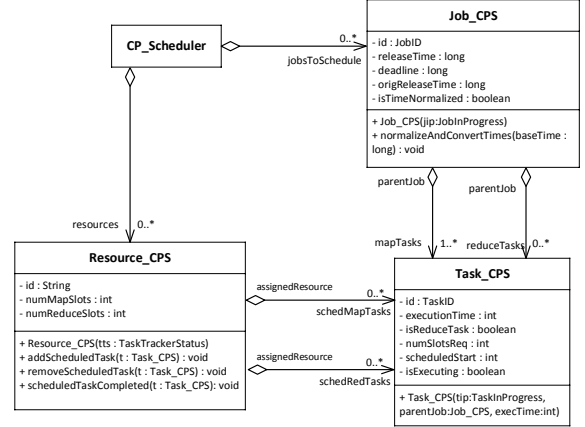 CP_Scheduler
0..*
jobsToSchedule
Job_CPS
- id : JobID
- releaseTime : long
- deadline : long
- origReleaseTime : long
- isTimeNormalized : boolean
+ Job_CPS(jip:JobInProgress)
+ normalizeAndConvertTimes(baseTime :
long) : void
parentJob
parentJob
resources
0..*
mapTasks
1..*
reduceTasks
0..*
Resource_CPS
- id : String
- numMapSlots : int
- numReduceSlots : int
+ Resource_CPS(tts : TaskTrackerStatus)
+ addScheduledTask(t : Task_CPS) : void
+ removeScheduledTask(t : Task_CPS) : void
+ scheduledTaskCompleted(t : Task_CPS): void
assignedResource
0..*
schedMapTasks
assignedResource
0..*
schedRedTasks
Task_CPS
- id : TaskID
- executionTime : int
- isReduceTask : boolean
- numSlotsReq : int
- scheduledStart : int
- isExecuting : boolean
+ Task_CPS(tip:TaskInProgress,
parentJob:Job_CPS, execTime:int)